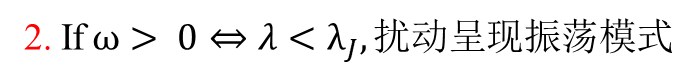 2. If ω > 0 ⇔ λ < λ_J, 扰动呈现振荡模式